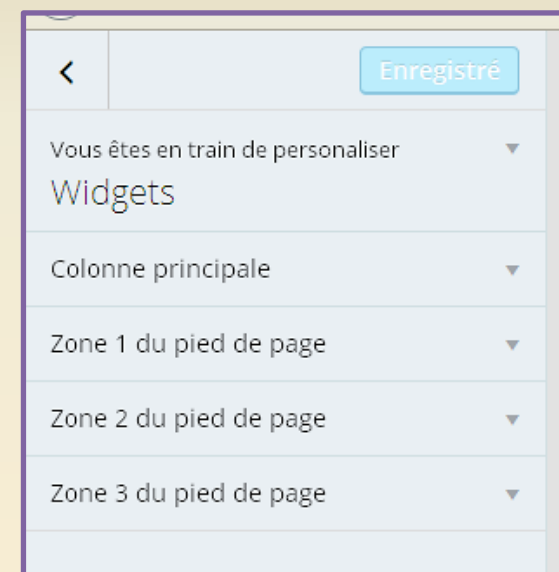 Enregistré
Vous êtes en train de personaliser
Widgets
Colonne principale
Zone 1 du pied de page
Zone 2 du pied de page
Zone 3 du pied de page